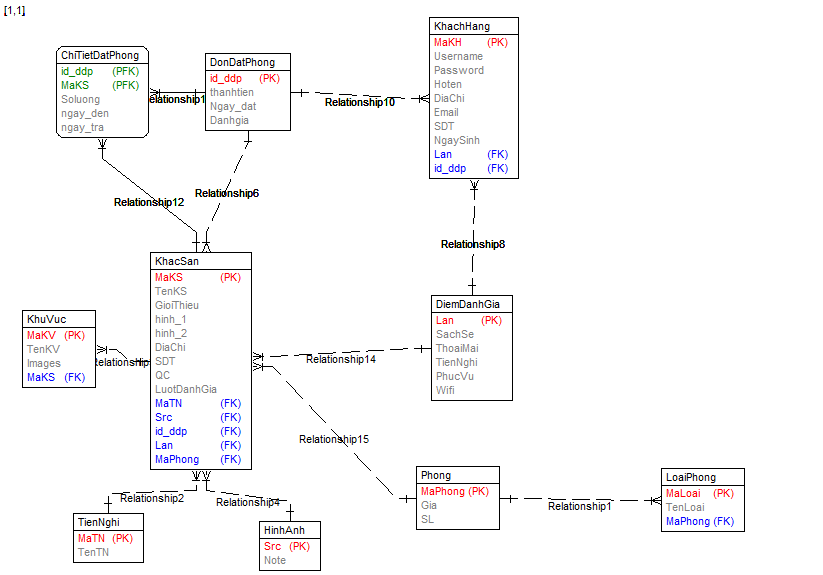 [1,1]
KhachHang
MaKH (PK)
Username
Password
Hoten
DiaChi
Email
SDT
NgaySinh
Lan (FK)
id_ddp (FK)
ChiTietDatPhong
id_ddp (PFK)
MaKS (PFK)
Soluong
ngay_den
ngay_tra
DonDatPhong
id_ddp (PK)
thanhtien
Ngay_dat
Danhgia
elationship1
Relationship10
Relationship12
Relationship6
Relationship8
KhacSan
MaKS (PK)
TenKS
GioiThieu
hinh_1
hinh_2
DiaChi
SDT
QC
LuotDanhGia
MaTN (FK)
Src (FK)
id_ddp (FK)
Lan (FK)
MaPhong (FK)
KhuVuc
MaKV (PK)
TenKV
Images
MaKS (FK)
Relationship
DiemDanhGia
Lan (PK)
SachSe
ThoaiMai
TienNghi
PhucVu
Wifi
Relationship14
Relationship15
Relationship2
Relationship4
TienNghi
MaTN (PK)
TenTN
HinhAnh
Src (PK)
Note
Phong
MaPhong (PK)
Gia
SL
Relationship1
LoaiPhong
MaLoai (PK)
TenLoai
MaPhong (FK)